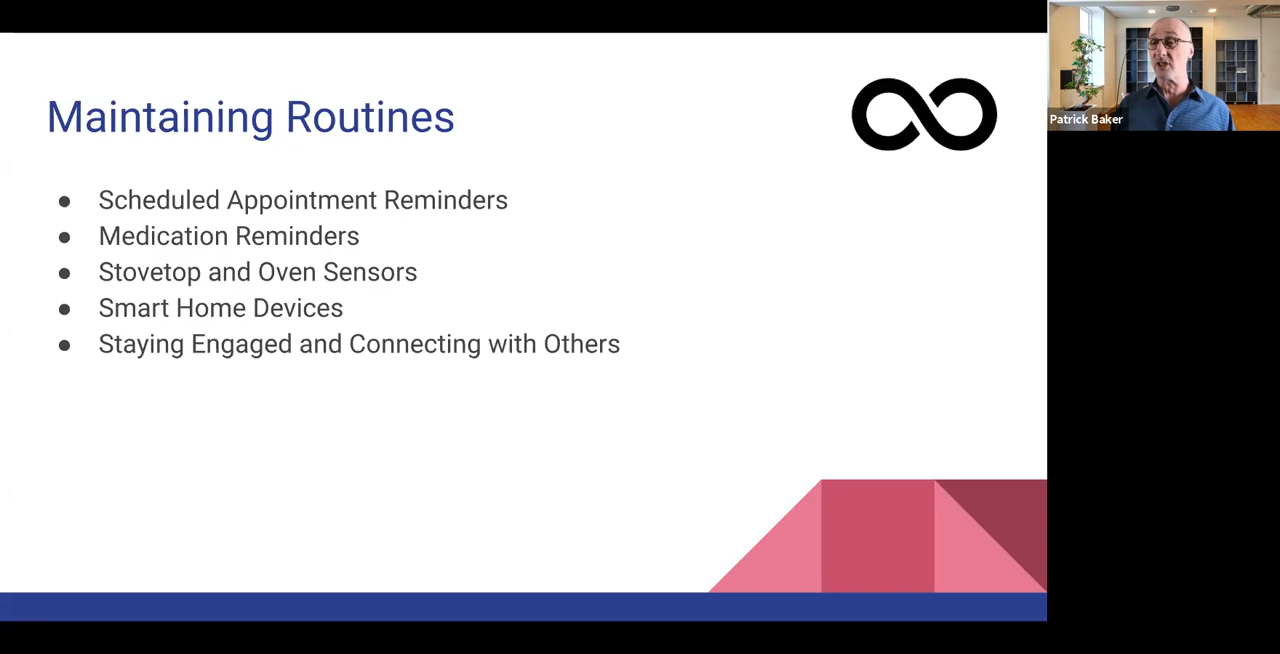 Maintaining Routines
● Scheduled Appointment Reminders
● Medication Reminders
● Stovetop and Oven Sensors
● Smart Home Devices
● Staying Engaged and Connecting with Others
Patrick Baker